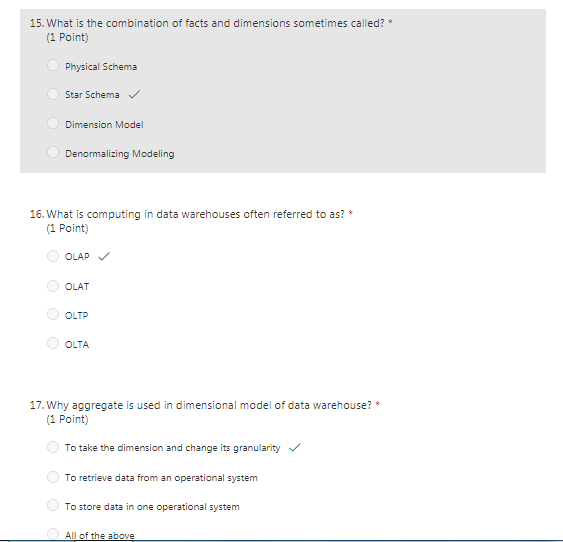 15. What is the combination of facts and dimensions sometimes called? *
(1 Point)
Physical Schema
Star Schema ✓
Dimension Model
Denormalizing Modeling
16. What is computing in data warehouses often referred to as? *
(1 Point)
OLAP ✓
OLAT
OLTP
OLTA
17. Why aggregate is used in dimensional model of data warehouse? *
(1 Point)
To take the dimension and change its granularity ✓
To retrieve data from an operational system
To store data in one operational system
All of the above